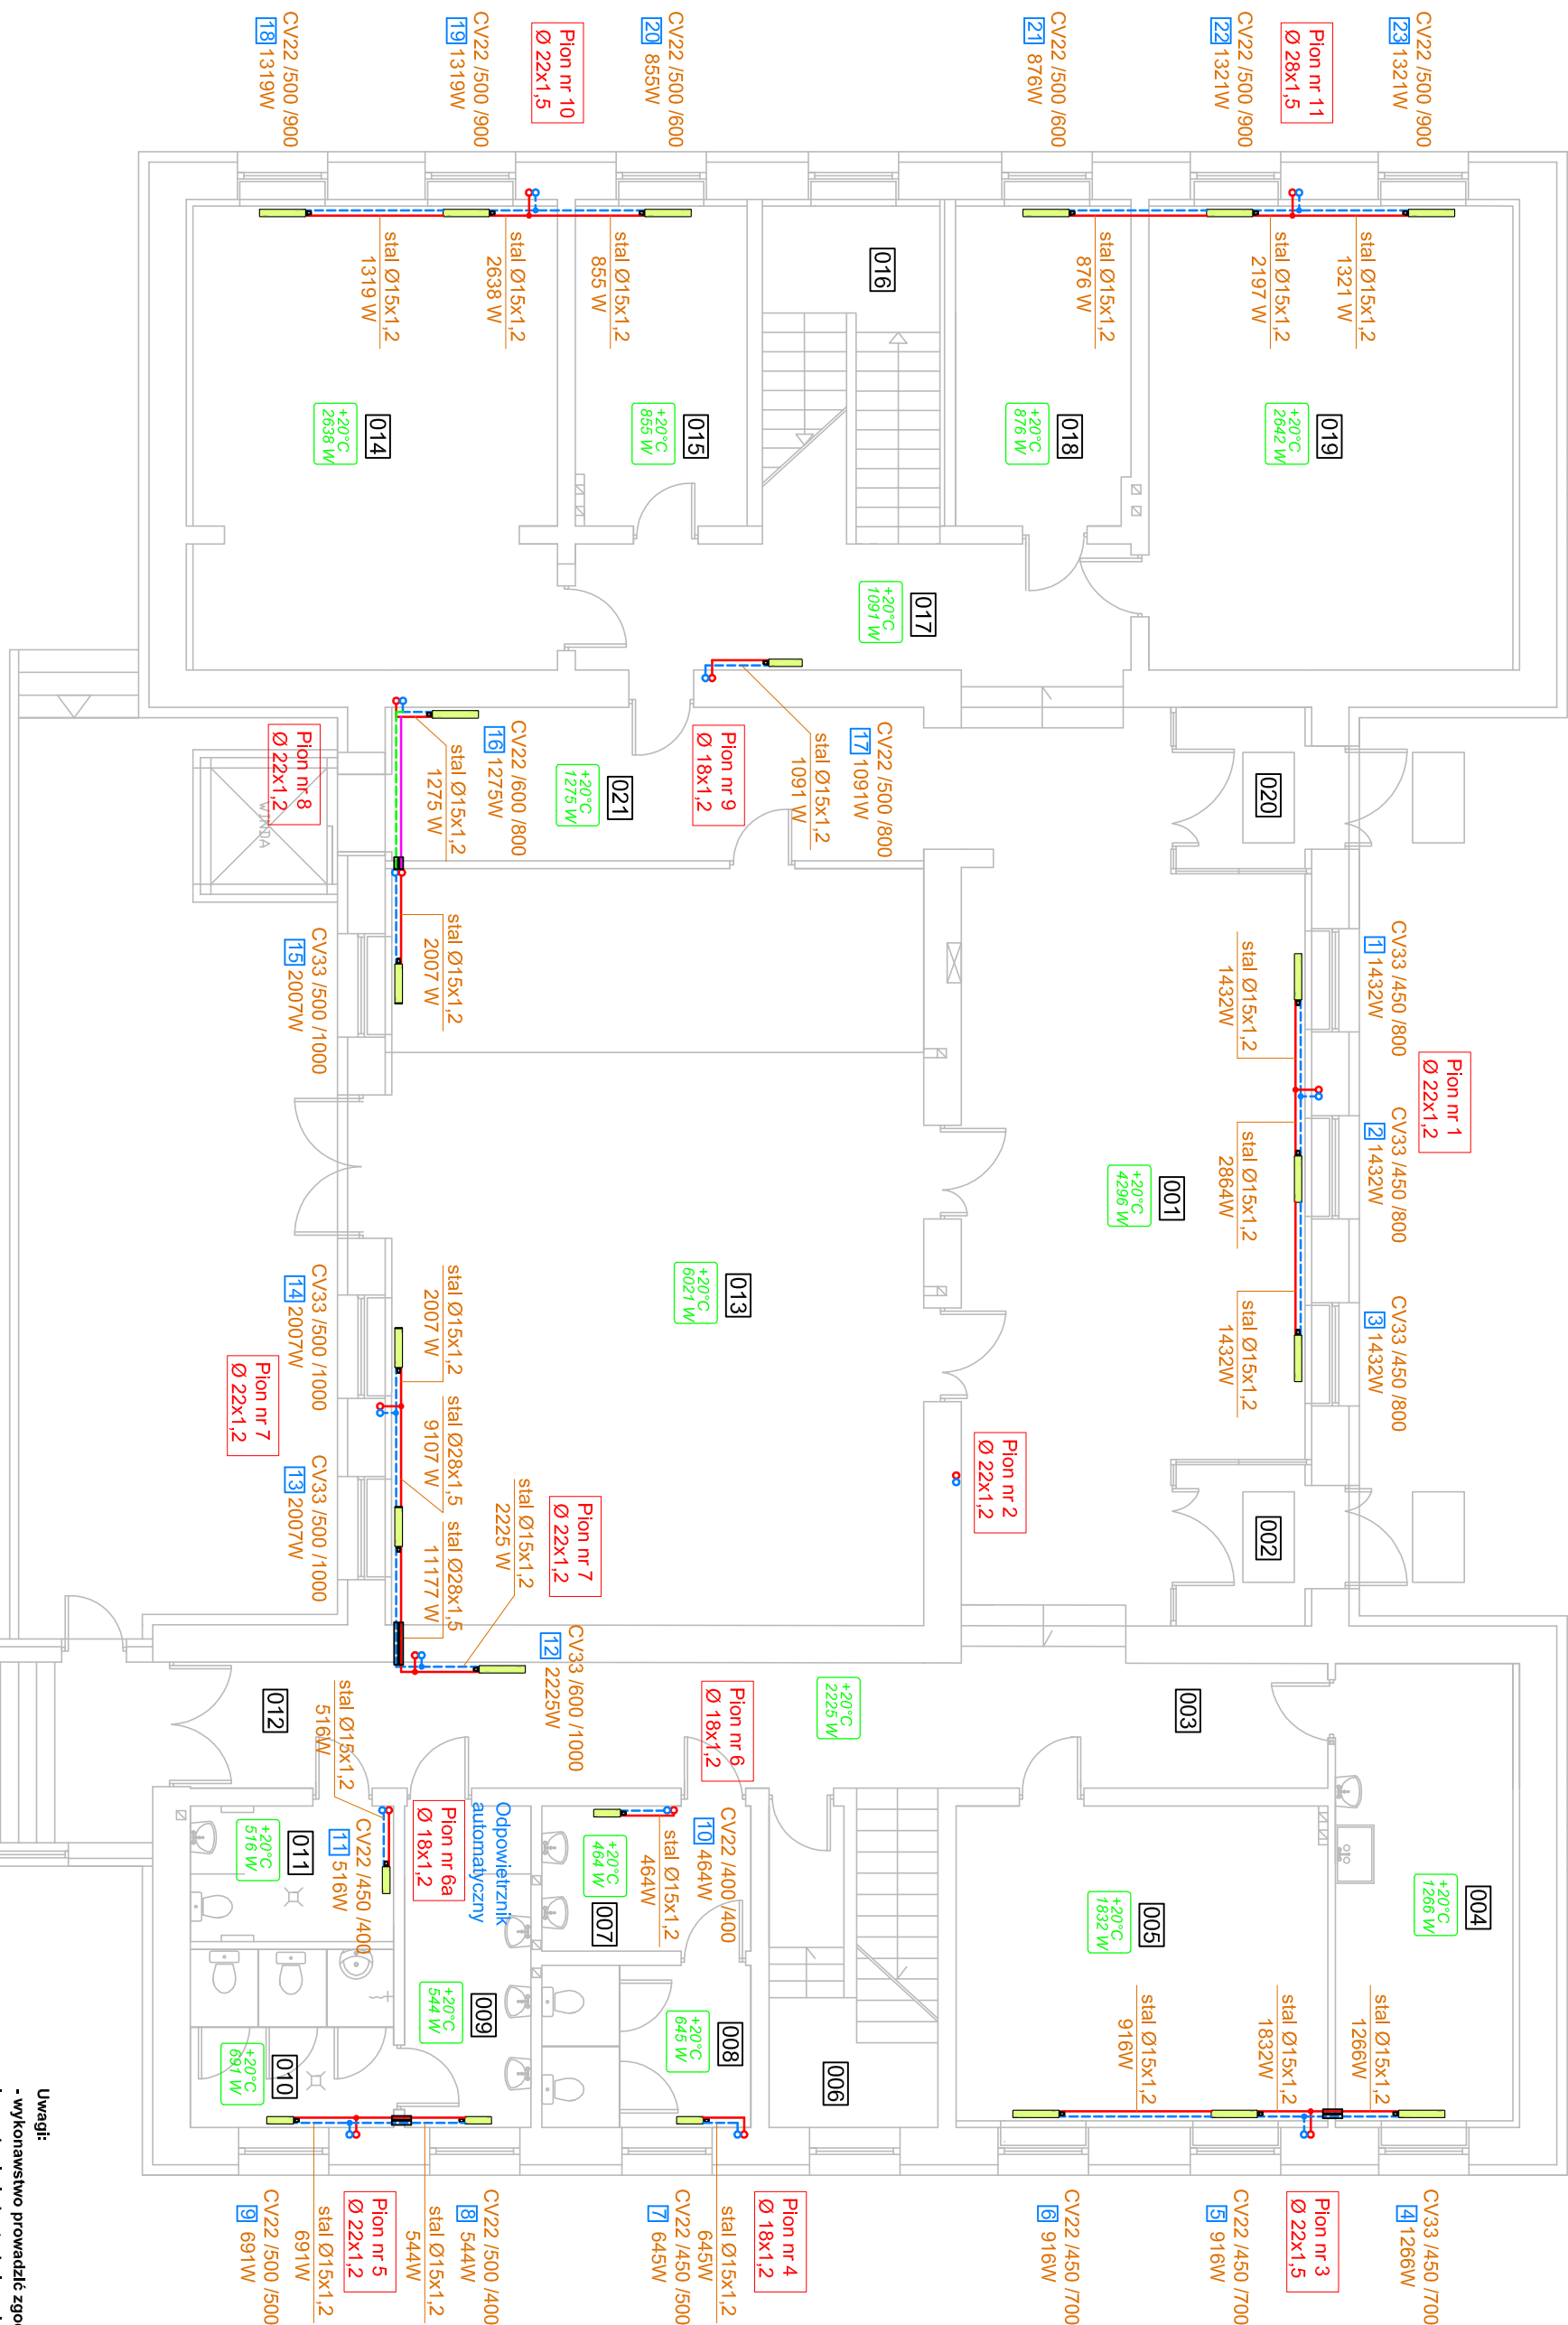 CV33 /450 /800
1 1432W
CV33 /450 /800
2 1432W
CV33 /450 /800
3 1432W
Pion nr 1
Ø 22x1,2
stal Ø15x1,2
1432W
stal Ø15x1,2
2864W
stal Ø15x1,2
1432W
001
+20°C
4296 W
020
002
Pion nr 2
Ø 22x1,2
003
+20°C
2225 W
004
+20°C
1266 W
stal Ø15x1,2
1266W
CV33 /450 /700
4 1266W
Pion nr 3
Ø 22x1,5
005
+20°C
1832 W
stal Ø15x1,2
1832W
stal Ø15x1,2
916W
CV22 /450 /700
5 916W
CV22 /450 /700
6 916W
006
Pion nr 4
Ø 18x1,2
stal Ø15x1,2
645W
CV22 /450 /500
7 645W
008
+20°C
645 W
007
+20°C
464 W
CV22 /400 /400
10 464W
stal Ø15x1,2
464W
Pion nr 6
Ø 18x1,2
Odpowietrznik
automatyczny
Pion nr 6a
Ø 18x1,2
009
+20°C
544 W
CV22 /500 /400
8 544W
stal Ø15x1,2
544W
Pion nr 5
Ø 22x1,2
stal Ø15x1,2
691W
CV22 /500 /500
9 691W
010
+20°C
691 W
011
+20°C
516 W
CV22 /450 /400
11 516W
stal Ø15x1,2
516W
012
CV33 /600 /1000
12 2225W
Pion nr 7
Ø 22x1,2
stal Ø15x1,2
2225 W
stal Ø28x1,5
11177 W
stal Ø28x1,5
9107 W
stal Ø15x1,2
2007 W
CV33 /500 /1000
13 2007W
Pion nr 7
Ø 22x1,2
CV33 /500 /1000
14 2007W
013
+20°C
6021 W
stal Ø15x1,2
2007 W
CV33 /500 /1000
15 2007W
WINDA
Pion nr 8
Ø 22x1,2
stal Ø15x1,2
1275 W
CV22 /600 /800
16 1275W
021
+20°C
1275 W
Pion nr 9
Ø 18x1,2
stal Ø15x1,2
1091 W
CV22 /500 /800
17 1091W
017
+20°C
1091 W
014
+20°C
2638 W
stal Ø15x1,2
1319 W
stal Ø15x1,2
2638 W
CV22 /500 /900
18 1319W
CV22 /500 /900
19 1319W
Pion nr 10
Ø 22x1,5
CV22 /500 /600
20 855W
stal Ø15x1,2
855 W
015
+20°C
855 W
016
018
+20°C
876 W
stal Ø15x1,2
876 W
CV22 /500 /600
21 876W
CV22 /500 /900
22 1321W
Pion nr 11
Ø 28x1,5
CV22 /500 /900
23 1321W
stal Ø15x1,2
2197 W
stal Ø15x1,2
1321 W
019
+20°C
2642 W
Uwagi:
- wykonawstwo prowadzić